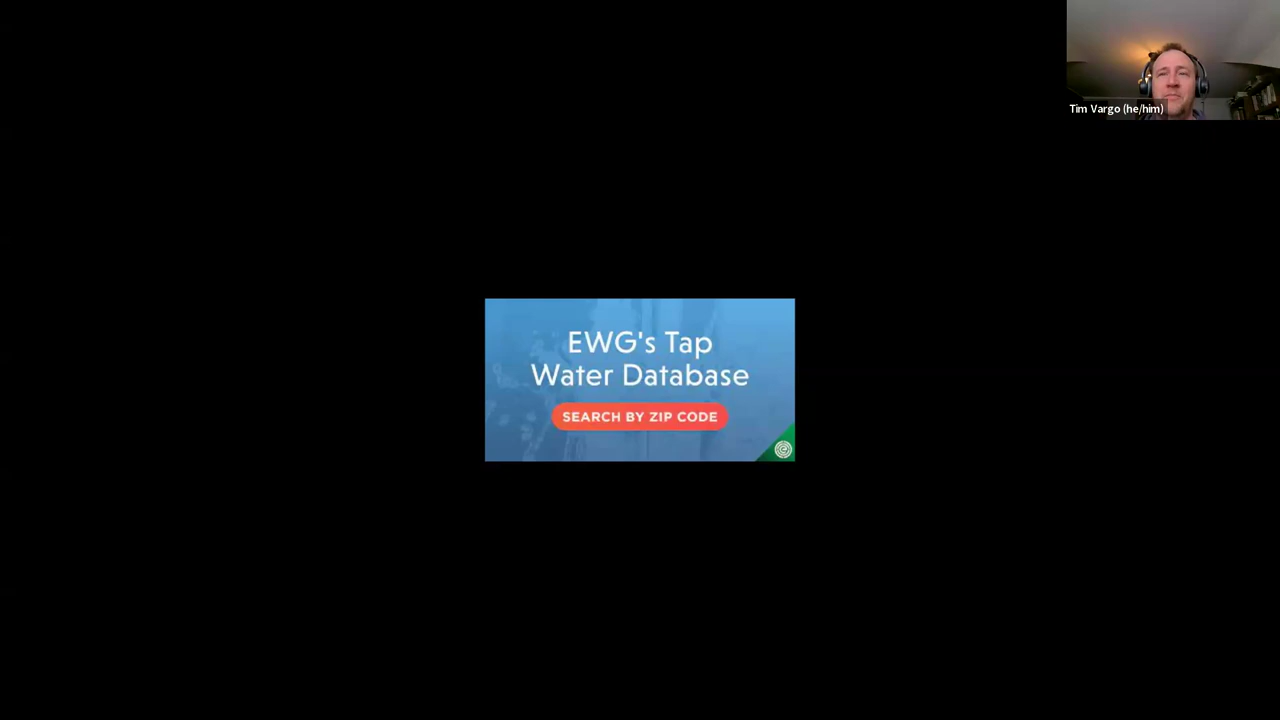 Tim Vargo (he/him)
EWG's Tap
Water Database
SEARCH BY ZIP CODE